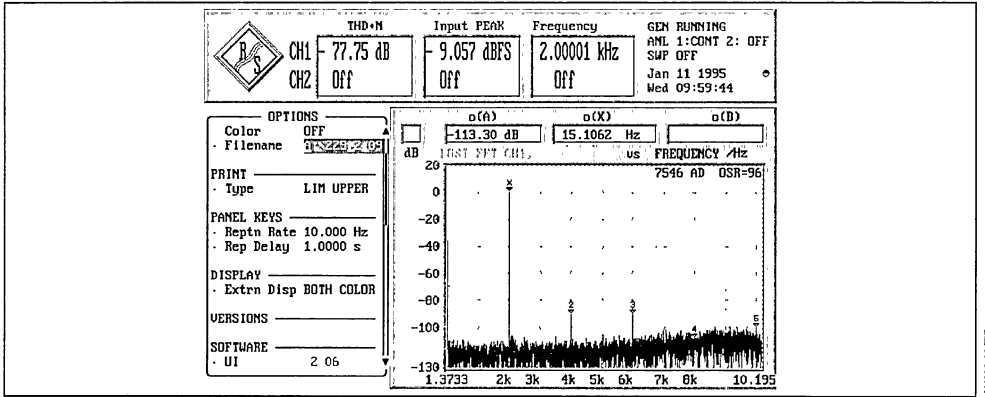 THD+N Input PEAK Frequency GEN RUNNING
ANL 1:CONT 2: OFF
R S CH1 - 77.75 dB - 9.057 dBFS 2.00001 kHz SWP OFF
CH2 Off Off Off Jan 11 1995
Wed 09:59:44
OPTIONS
Color OFF
- Filename
PRINT
- Type LIM UPPER
PANEL KEYS
- Reptn Rate 10.000 Hz
- Rep Delay 1.0000 s
DISPLAY
- Extrn Disp BOTH COLOR
VERSIONS
SOFTWARE
- UI 2 06
o(A) o(X) o(B)
-113.30 dB 15.1062 Hz
dB POST FFT CH1, vs FREQUENCY /Hz
7546 AD OSR=96
20
0
-20
-40
-60
-80
-100
-130
X
2
3
4
5
1.3733 2k 3k 4k 5k 6k 7k 8k 10.195